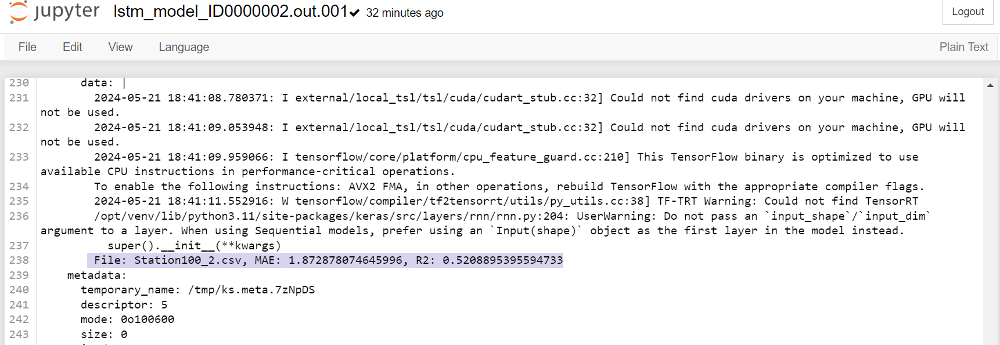 jupyter lstm_model_ID0000002.out.001✔ 32 minutes ago Logout
File Edit View Language Plain Text
230 data: |
231 2024-05-21 18:41:08.780371: I external/local_tsl/tsl/cuda/cudart_stub.cc:32] Could not find cuda drivers on your machine, GPU will
not be used.
232 2024-05-21 18:41:09.053948: I external/local_tsl/tsl/cuda/cudart_stub.cc:32] Could not find cuda drivers on your machine, GPU will
not be used.
233 2024-05-21 18:41:09.959066: I tensorflow/core/platform/cpu_feature_guard.cc:210] This TensorFlow binary is optimized to use
available CPU instructions in performance-critical operations.
234 To enable the following instructions: AVX2 FMA, in other operations, rebuild TensorFlow with the appropriate compiler flags.
235 2024-05-21 18:41:11.552916: W tensorflow/compiler/tf2tensorrt/utils/py_utils.cc:38] TF-TRT Warning: Could not find TensorRT
236 /opt/venv/lib/python3.11/site-packages/keras/src/layers/rnn/rnn.py:204: UserWarning: Do not pass an `input_shape`/`input_dim`
argument to a layer. When using Sequential models, prefer using an `Input(shape)` object as the first layer in the model instead.
237 super().__init__(**kwargs)
238 File: Station100_2.csv, MAE: 1.872878074645996, R2: 0.5208895395594733
239 metadata:
240 temporary_name: /tmp/ks.meta.7zNpDS
241 descriptor: 5
242 mode: 0o100600
243 size: 0